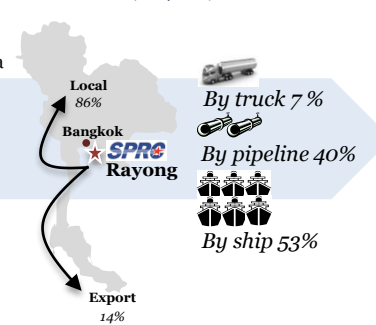 a
Local
86%
Bangkok
SPRC
Rayong
Export
14%
By truck 7 %
By pipeline 40%
By ship 53%